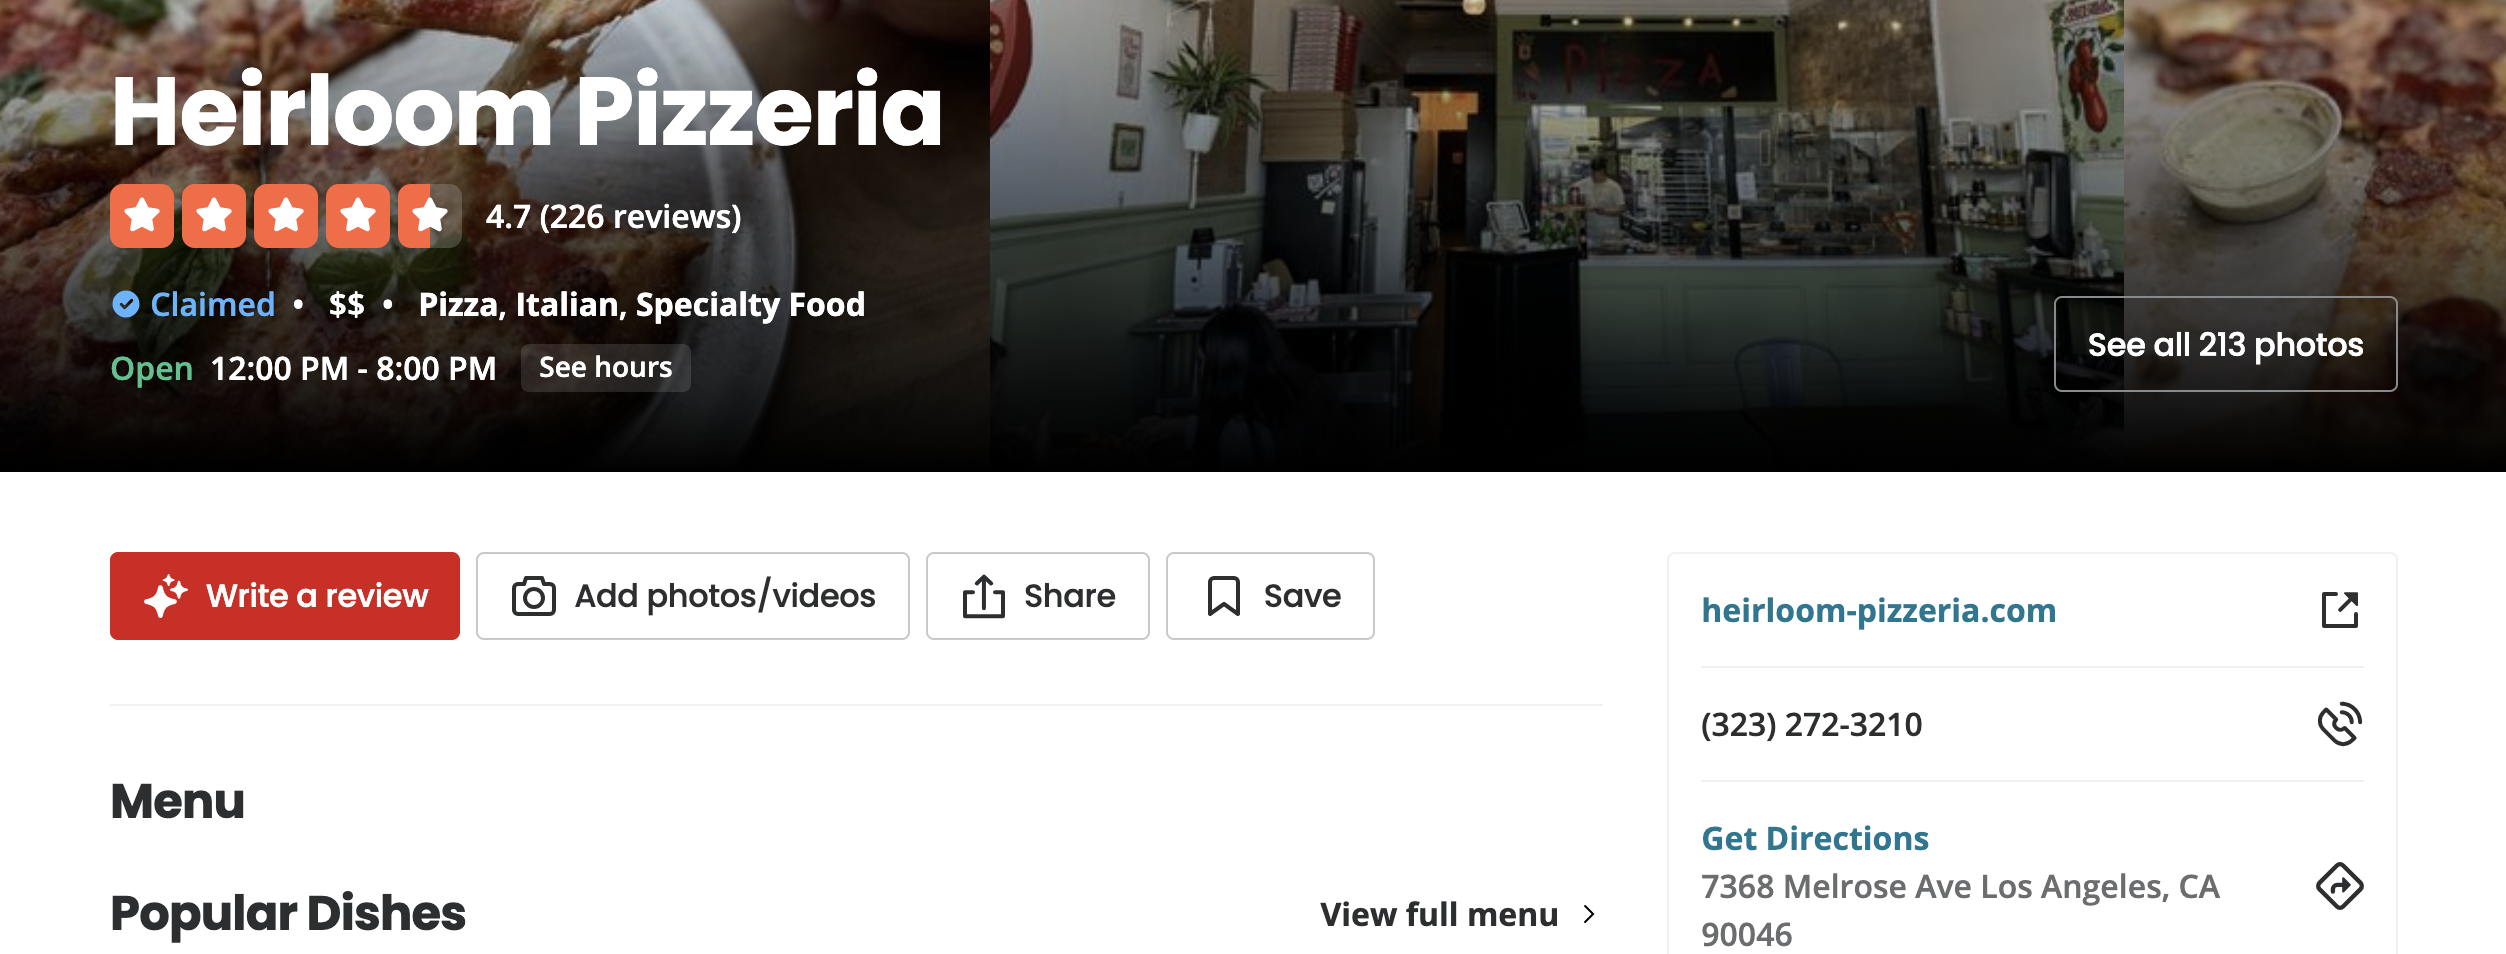 Heirloom Pizzeria
PizzA
4.7 (226 reviews)
Claimed • $$ • Pizza, Italian, Specialty Food
Open 12:00 PM - 8:00 PM See hours
See all 213 photos
Write a review Add photos/videos Share Save
heirloom-pizzeria.com
(323) 272-3210
Menu
Get Directions
7368 Melrose Ave Los Angeles, CA
90046
Popular Dishes View full menu